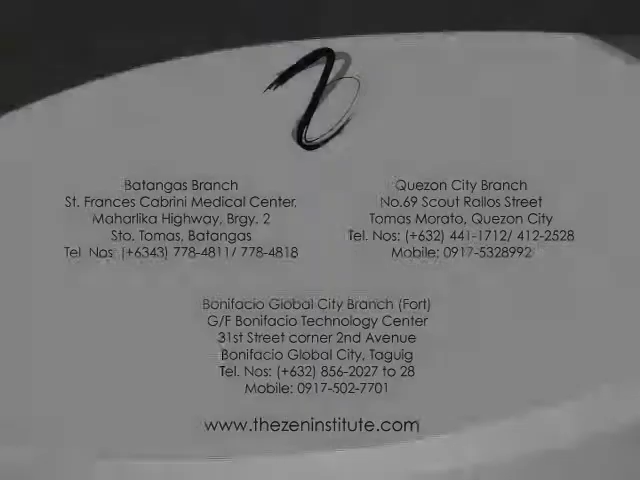 Batangas Branch
St. Frances Cabrini Medical Center,
Maharlika Highway, Brgy. 2
Sto. Tomas, Batangas
Tel. Nos: (+6343) 778-4811/ 778-4818
Quezon City Branch
No.69 Scout Rallos Street
Tomas Morato, Quezon City
Tel. Nos: (+632) 441-1712/ 412-2528
Mobile: 0917-5328992
Bonifacio Global City Branch (Fort)
G/F Bonifacio Technology Center
31st Street corner 2nd Avenue
Bonifacio Global City, Taguig
Tel. Nos: (+632) 856-2027 to 28
Mobile: 0917-502-7701
www.thezeninstitute.com